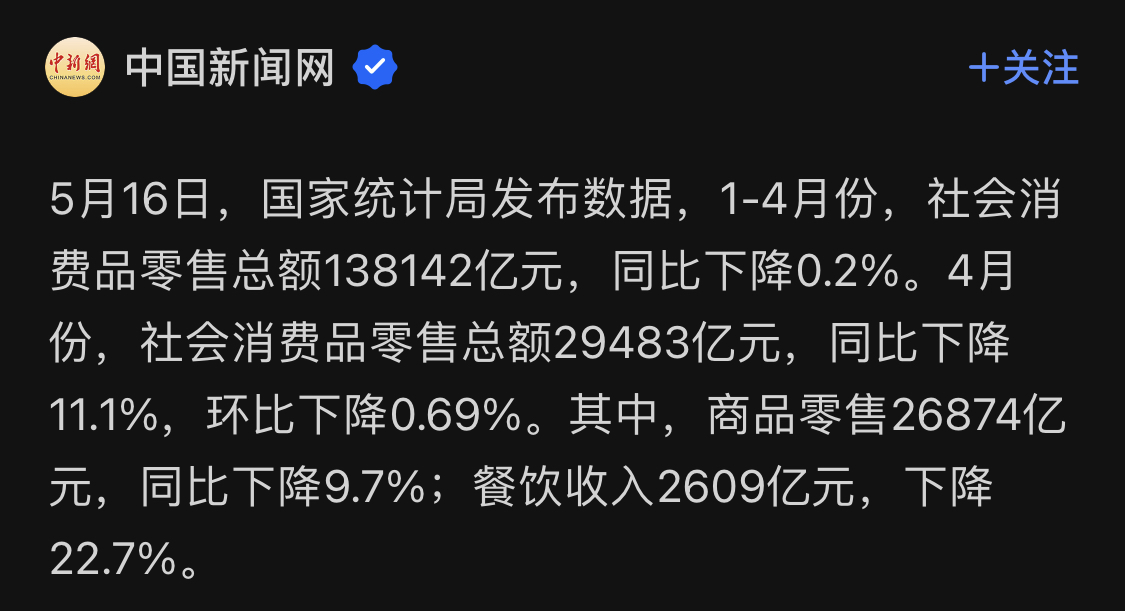 中新網
CHINANEWS.COM
中国新闻网
+关注
5月16日，国家统计局发布数据，1-4月份，社会消
费品零售总额138142亿元，同比下降0.2%。4月
份，社会消费品零售总额29483亿元，同比下降
11.1%，环比下降0.69%。其中，商品零售26874亿
元，同比下降9.7%；餐饮收入2609亿元，下降
22.7%。